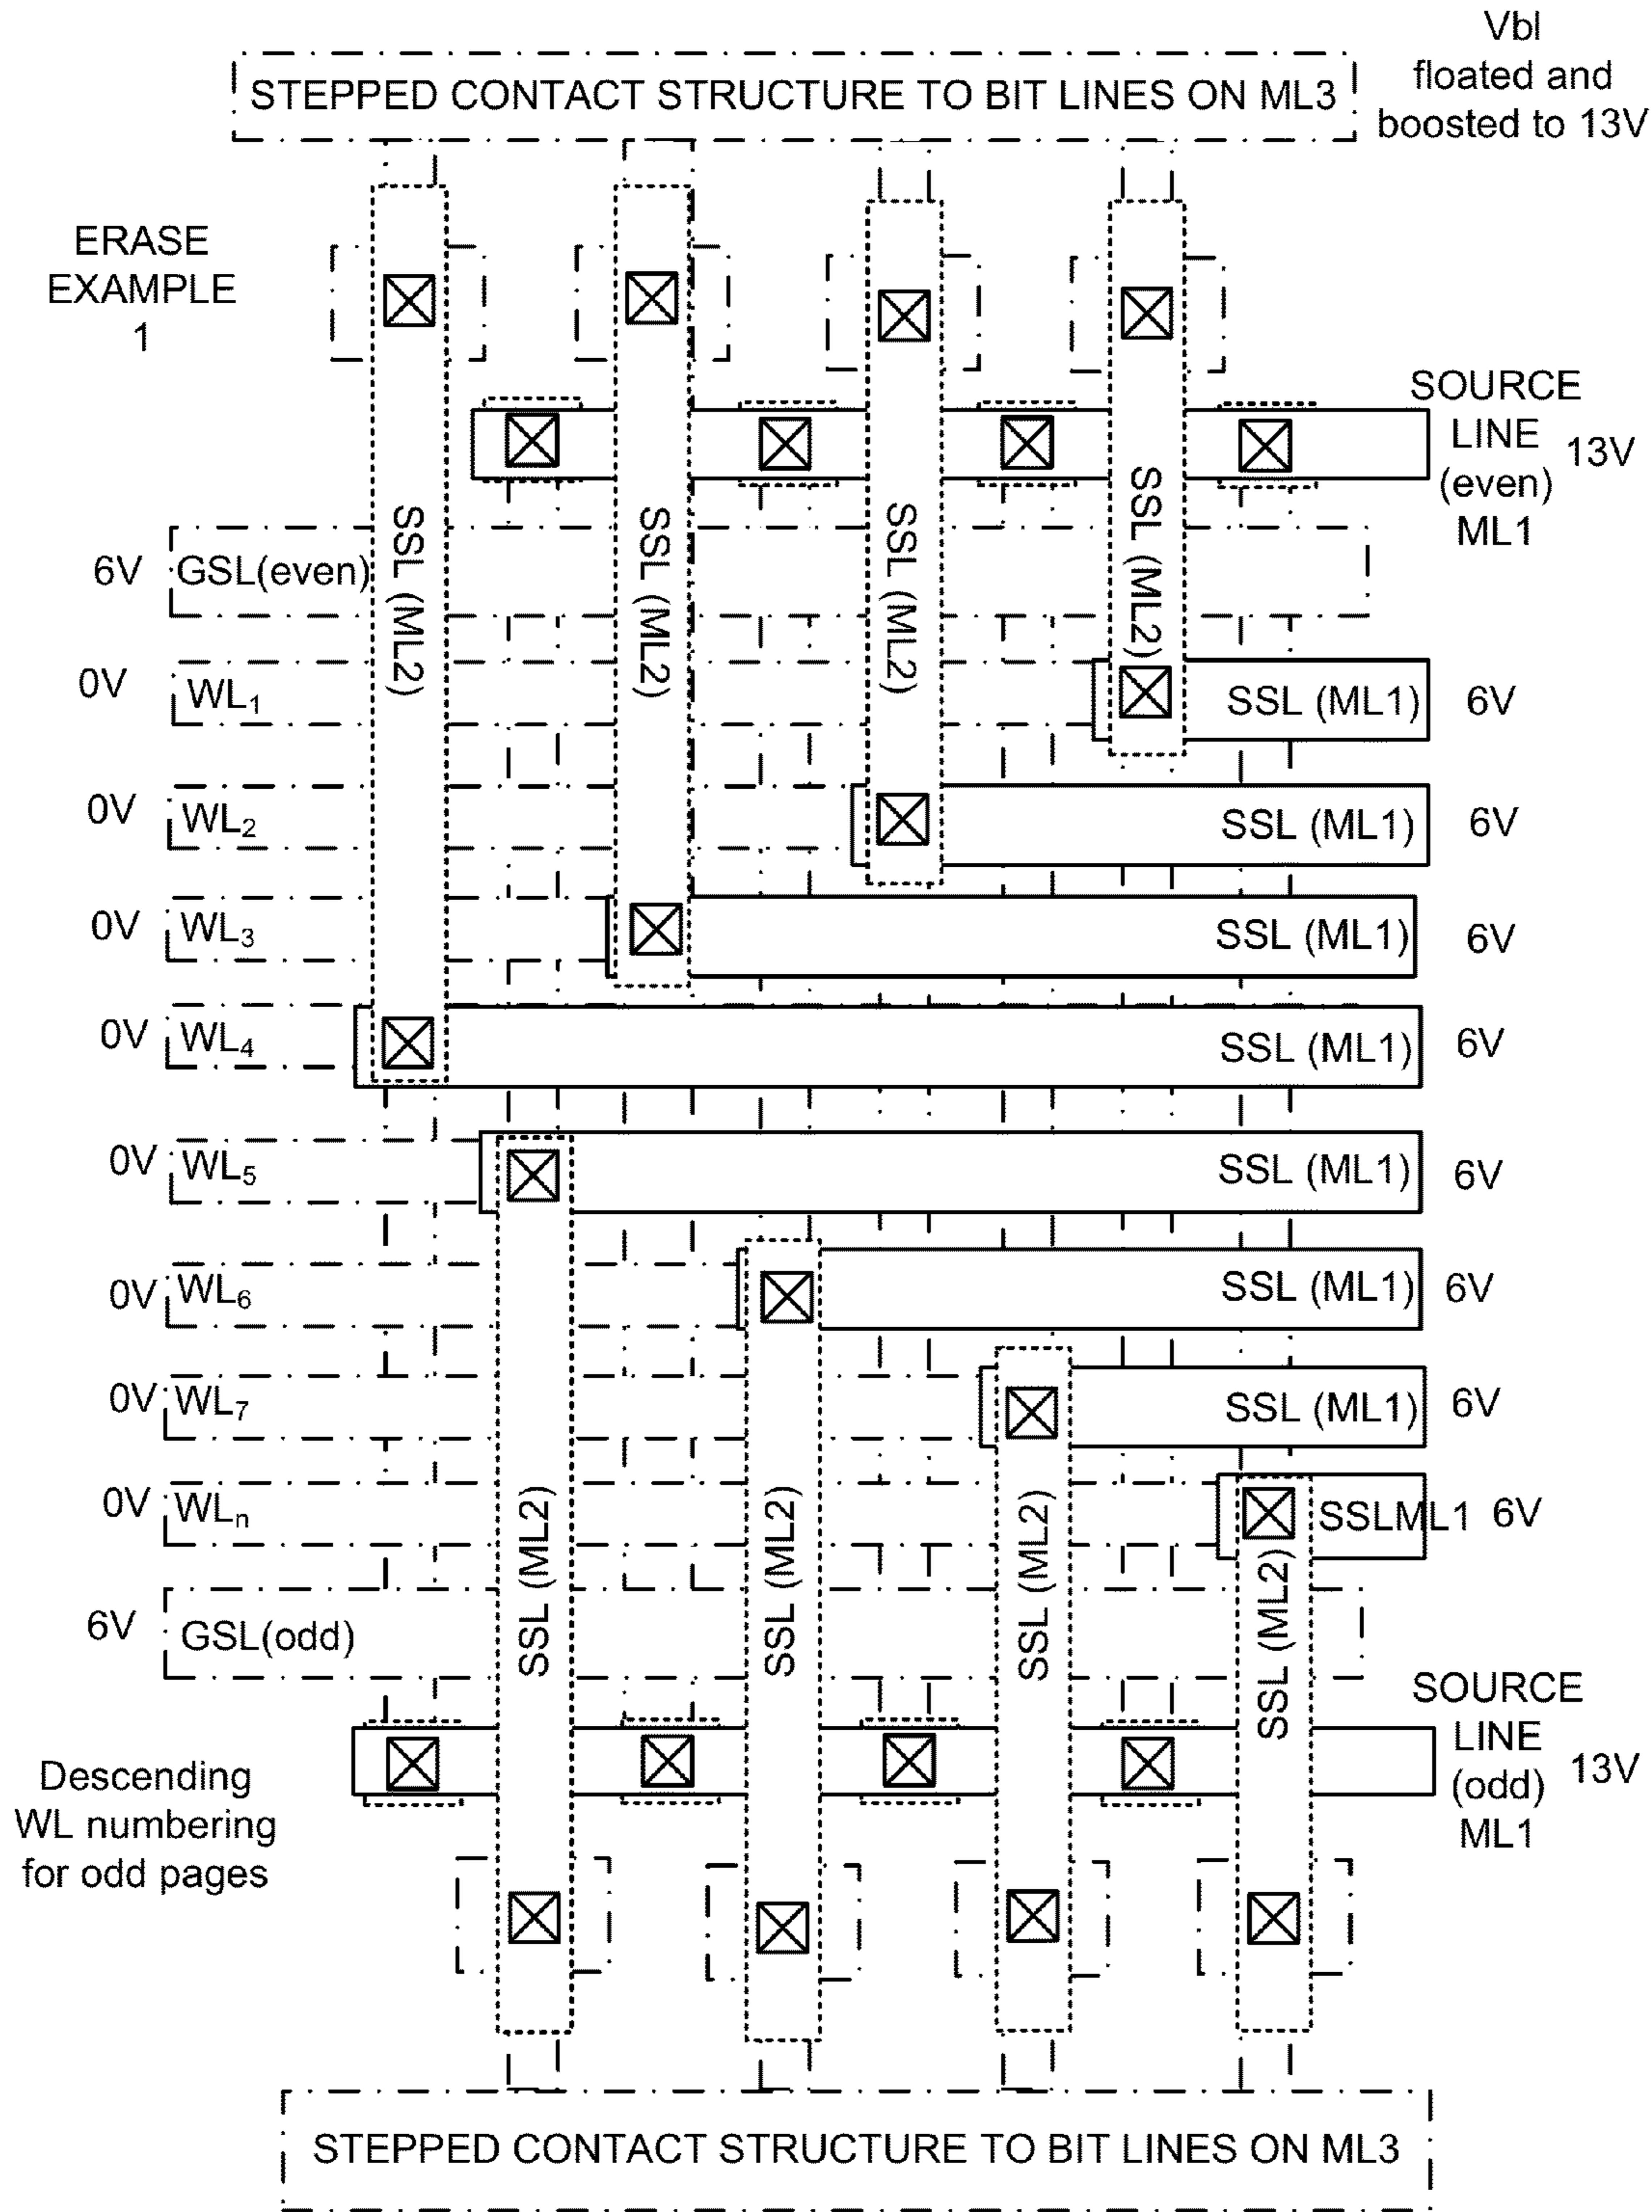 Vbl
floated and
boosted to 13V
STEPPED CONTACT STRUCTURE TO BIT LINES ON ML3
ERASE
EXAMPLE
1
SOURCE
LINE
(even)
ML1
13V
SSL (ML2)
SSL (ML2)
SSL (ML2)
SSL (ML2)
6V GSL(even)
0V WL1 SSL (ML1) 6V
0V WL2 SSL (ML1) 6V
0V WL3 SSL (ML1) 6V
0V WL4 SSL (ML1) 6V
0V WL5 SSL (ML1) 6V
0V WL6 SSL (ML1) 6V
0V WL7 SSL (ML1) 6V
0V WLn SSLML1 6V
SSL (ML2)
SSL (ML2)
SSL (ML2)
SSL (ML2)
6V GSL(odd)
SOURCE
LINE
(odd)
ML1
13V
Descending
WL numbering
for odd pages
STEPPED CONTACT STRUCTURE TO BIT LINES ON ML3